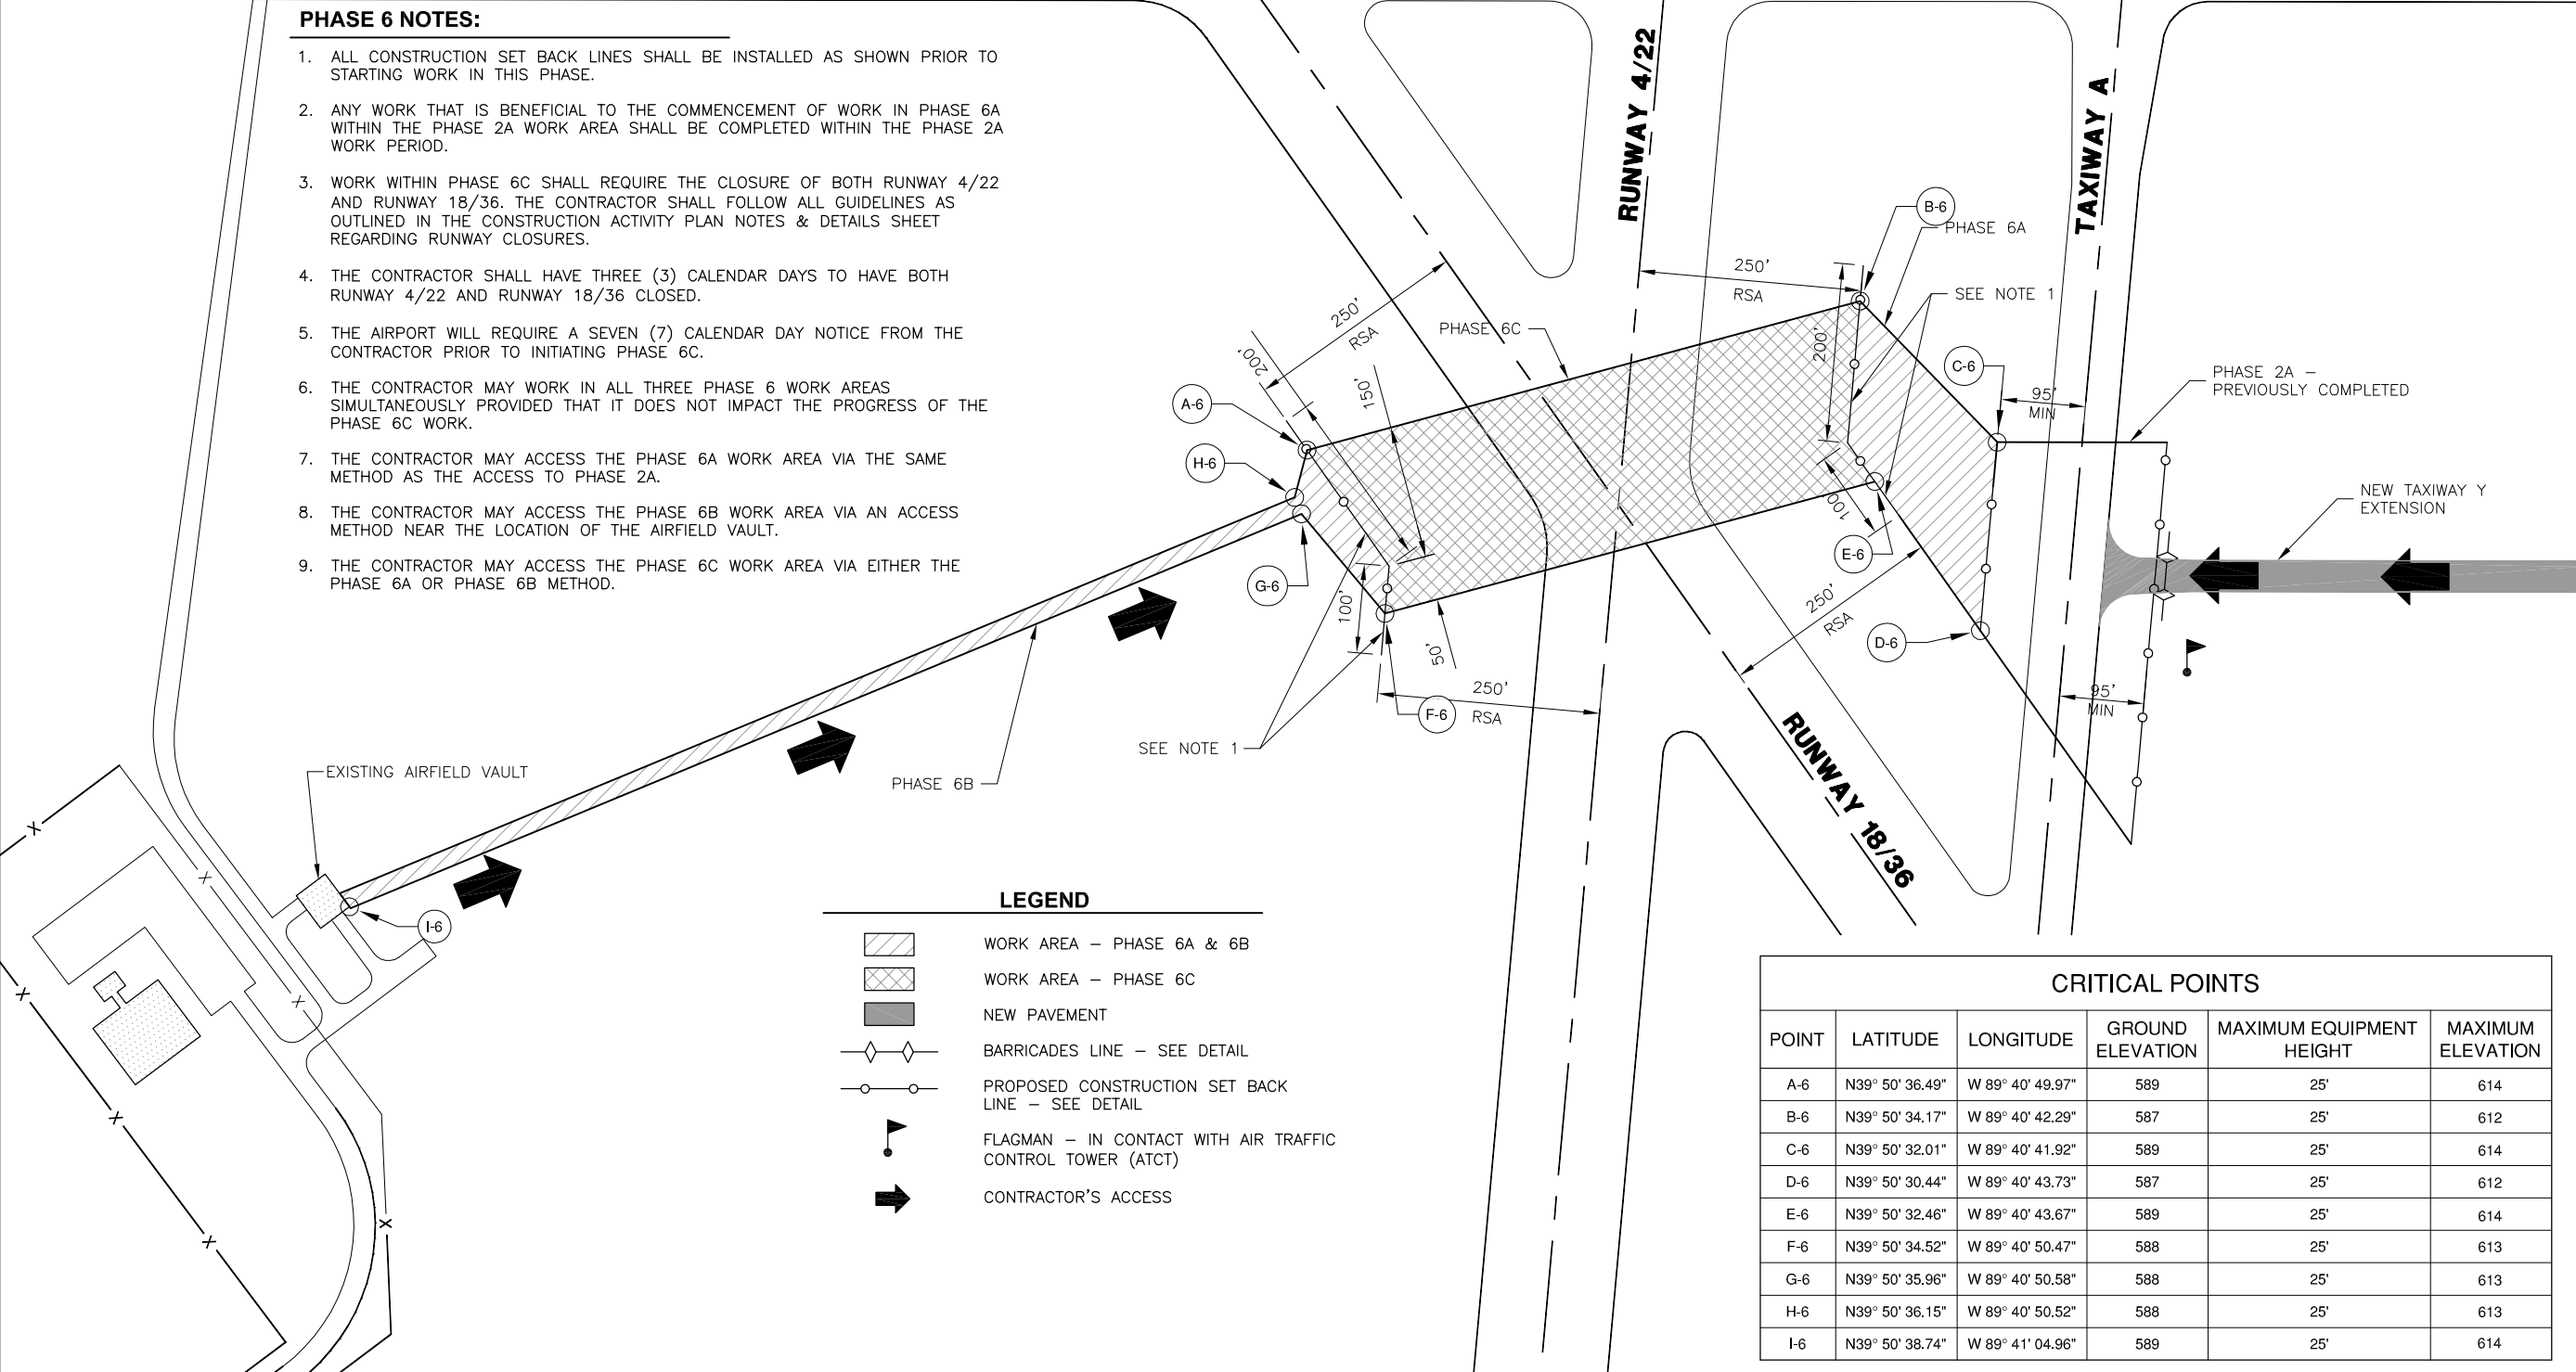 PHASE 6 NOTES:
1. ALL CONSTRUCTION SET BACK LINES SHALL BE INSTALLED AS SHOWN PRIOR TO
STARTING WORK IN THIS PHASE.
2. ANY WORK THAT IS BENEFICIAL TO THE COMMENCEMENT OF WORK IN PHASE 6A
WITHIN THE PHASE 2A WORK AREA SHALL BE COMPLETED WITHIN THE PHASE 2A
WORK PERIOD.
3. WORK WITHIN PHASE 6C SHALL REQUIRE THE CLOSURE OF BOTH RUNWAY 4/22
AND RUNWAY 18/36. THE CONTRACTOR SHALL FOLLOW ALL GUIDELINES AS
OUTLINED IN THE CONSTRUCTION ACTIVITY PLAN NOTES & DETAILS SHEET
REGARDING RUNWAY CLOSURES.
4. THE CONTRACTOR SHALL HAVE THREE (3) CALENDAR DAYS TO HAVE BOTH
RUNWAY 4/22 AND RUNWAY 18/36 CLOSED.
5. THE AIRPORT WILL REQUIRE A SEVEN (7) CALENDAR DAY NOTICE FROM THE
CONTRACTOR PRIOR TO INITIATING PHASE 6C.
6. THE CONTRACTOR MAY WORK IN ALL THREE PHASE 6 WORK AREAS
SIMULTANEOUSLY PROVIDED THAT IT DOES NOT IMPACT THE PROGRESS OF THE
PHASE 6C WORK.
7. THE CONTRACTOR MAY ACCESS THE PHASE 6A WORK AREA VIA THE SAME
METHOD AS THE ACCESS TO PHASE 2A.
8. THE CONTRACTOR MAY ACCESS THE PHASE 6B WORK AREA VIA AN ACCESS
METHOD NEAR THE LOCATION OF THE AIRFIELD VAULT.
9. THE CONTRACTOR MAY ACCESS THE PHASE 6C WORK AREA VIA EITHER THE
PHASE 6A OR PHASE 6B METHOD.
RUNWAY 4/22
TAXIWAY A
B-6
PHASE 6A
250'
RSA
SEE NOTE 1
200'
250'
RSA
PHASE 6C
200'
150'
C-6
95'
MIN
PHASE 2A –
PREVIOUSLY COMPLETED
A-6
H-6
NEW TAXIWAY Y
EXTENSION
100'
E-6
G-6
100'
250'
RSA
D-6
50'
250'
RSA
F-6
95'
MIN
RUNWAY 18/36
SEE NOTE 1
PHASE 6B
EXISTING AIRFIELD VAULT
I-6
X
X
X
X
X
X
X
LEGEND
WORK AREA – PHASE 6A & 6B
WORK AREA – PHASE 6C
NEW PAVEMENT
BARRICADES LINE – SEE DETAIL
PROPOSED CONSTRUCTION SET BACK
LINE – SEE DETAIL
FLAGMAN – IN CONTACT WITH AIR TRAFFIC
CONTROL TOWER (ATCT)
CONTRACTOR'S ACCESS
CRITICAL POINTS
POINT LATITUDE LONGITUDE GROUND ELEVATION MAXIMUM EQUIPMENT HEIGHT MAXIMUM ELEVATION
A-6 N39° 50' 36.49" W 89° 40' 49.97" 589 25' 614
B-6 N39° 50' 34.17" W 89° 40' 42.29" 587 25' 612
C-6 N39° 50' 32.01" W 89° 40' 41.92" 589 25' 614
D-6 N39° 50' 30.44" W 89° 40' 43.73" 587 25' 612
E-6 N39° 50' 32.46" W 89° 40' 43.67" 589 25' 614
F-6 N39° 50' 34.52" W 89° 40' 50.47" 588 25' 613
G-6 N39° 50' 35.96" W 89° 40' 50.58" 588 25' 613
H-6 N39° 50' 36.15" W 89° 40' 50.52" 588 25' 613
I-6 N39° 50' 38.74" W 89° 41' 04.96" 589 25' 614